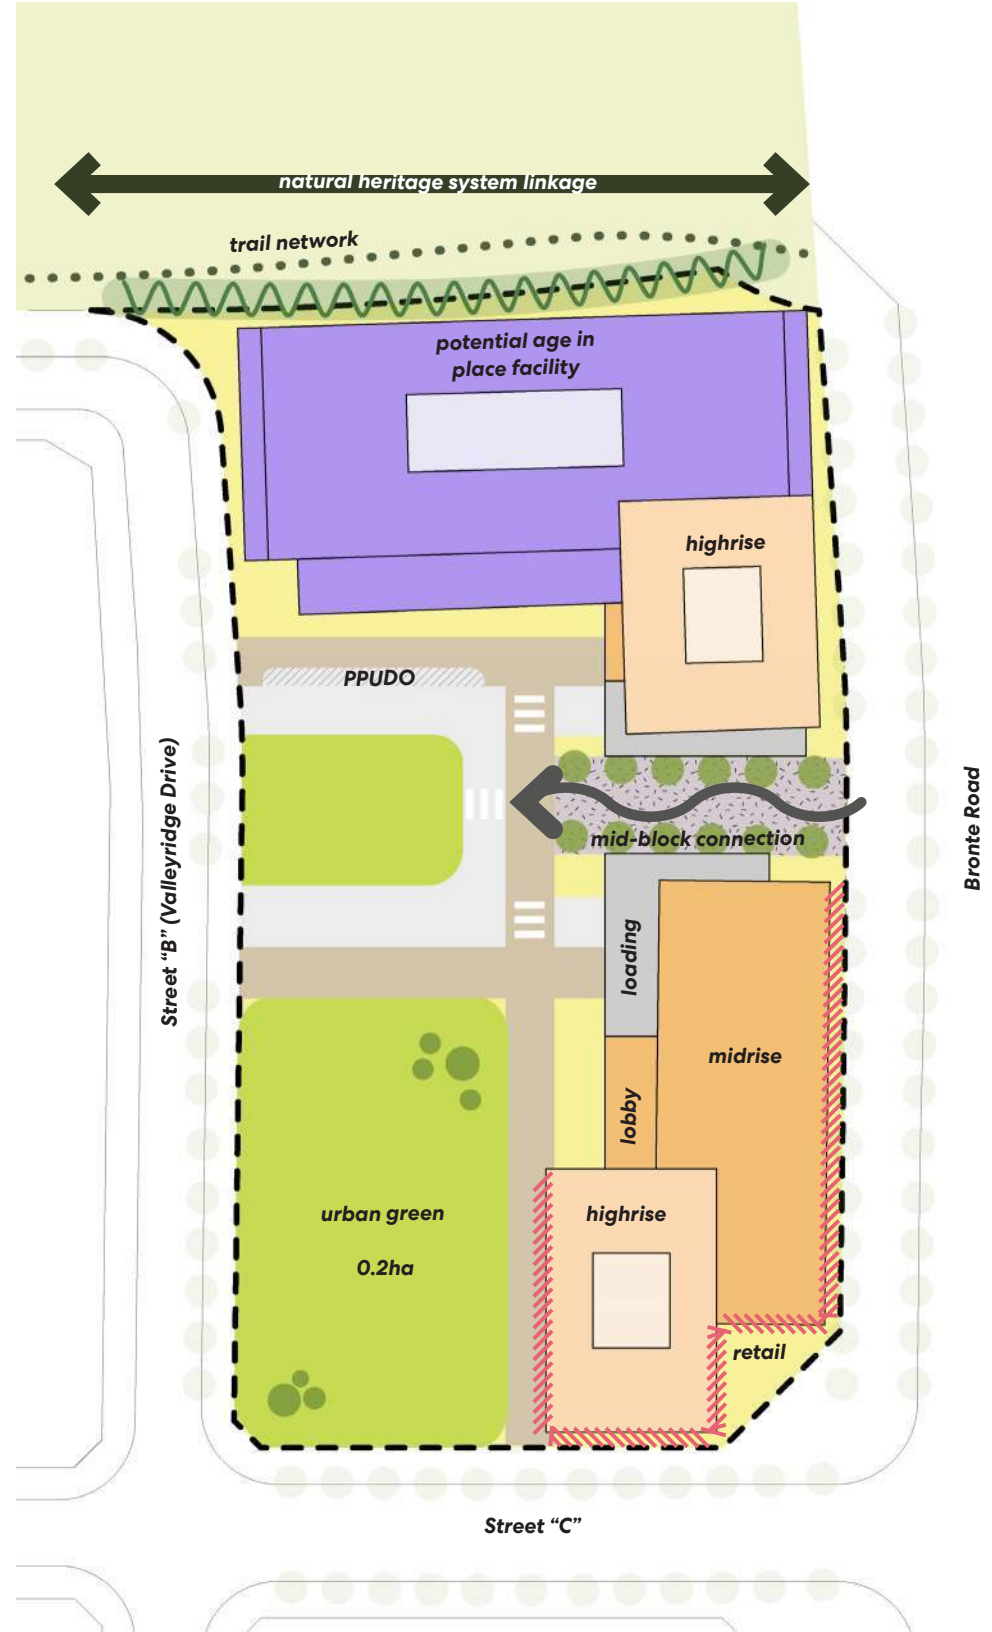 natural heritage system linkage
trail network
potential age in
place facility
highrise
PPUDO
mid-block connection
Street “B” (Valleyridge Drive)
Bronte Road
loading
midrise
lobby
urban green
0.2ha
highrise
retail
Street “C”